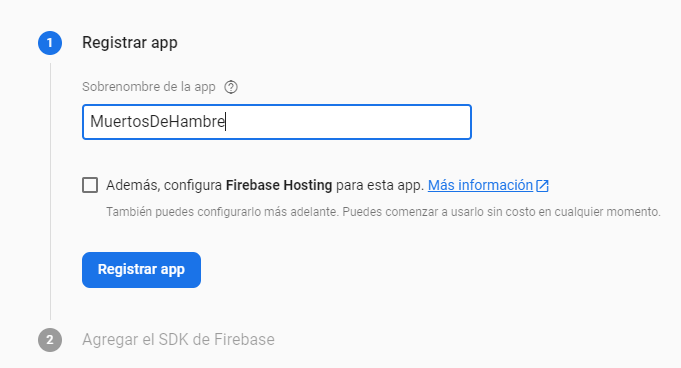 1 Registrar app
Sobrenombre de la app ?
MuertosDeHambre
Además, configura Firebase Hosting para esta app. Más información
También puedes configurarlo más adelante. Puedes comenzar a usarlo sin costo en cualquier momento.
Registrar app
2 Agregar el SDK de Firebase